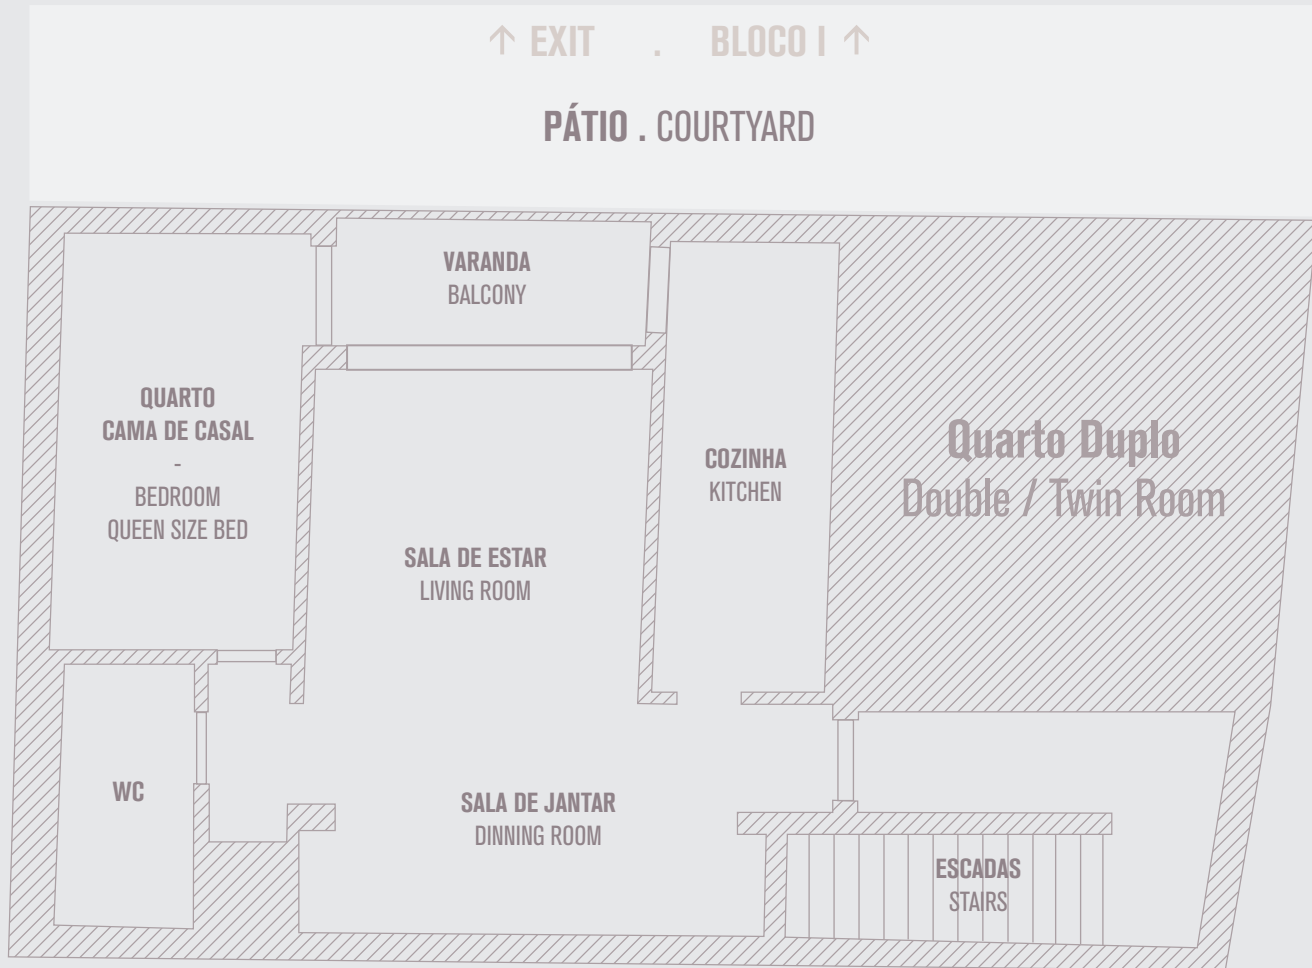 ↑ EXIT . BLOCO I ↑
PÁTIO . COURTYARD
VARANDA
BALCONY
QUARTO
CAMA DE CASAL
-
BEDROOM
QUEEN SIZE BED
COZINHA
KITCHEN
Quarto Duplo
Double / Twin Room
SALA DE ESTAR
LIVING ROOM
WC
SALA DE JANTAR
DINNING ROOM
ESCADAS
STAIRS